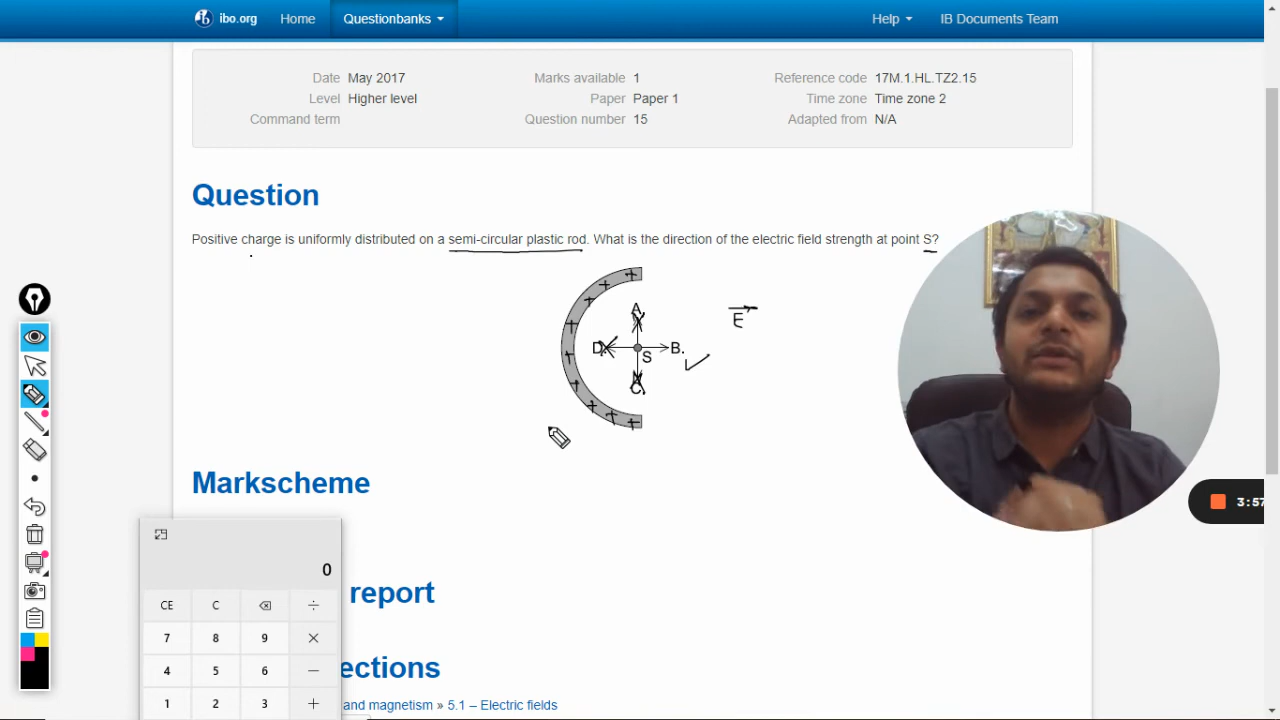 ibo.org Home Questionbanks Help IB Documents Team
Date May 2017 Marks available 1 Reference code 17M.1.HL.TZ2.15
Level Higher level Paper Paper 1 Time zone Time zone 2
Command term Question number 15 Adapted from N/A
Question
Positive charge is uniformly distributed on a semi-circular plastic rod. What is the direction of the electric field strength at point S?
A
E
D. B.
S
C.
Markscheme
0
report
CE C ÷
7 8 9 ×
4 5 6 −
ections
1 2 3 +
and magnetism » 5.1 – Electric fields
3:57